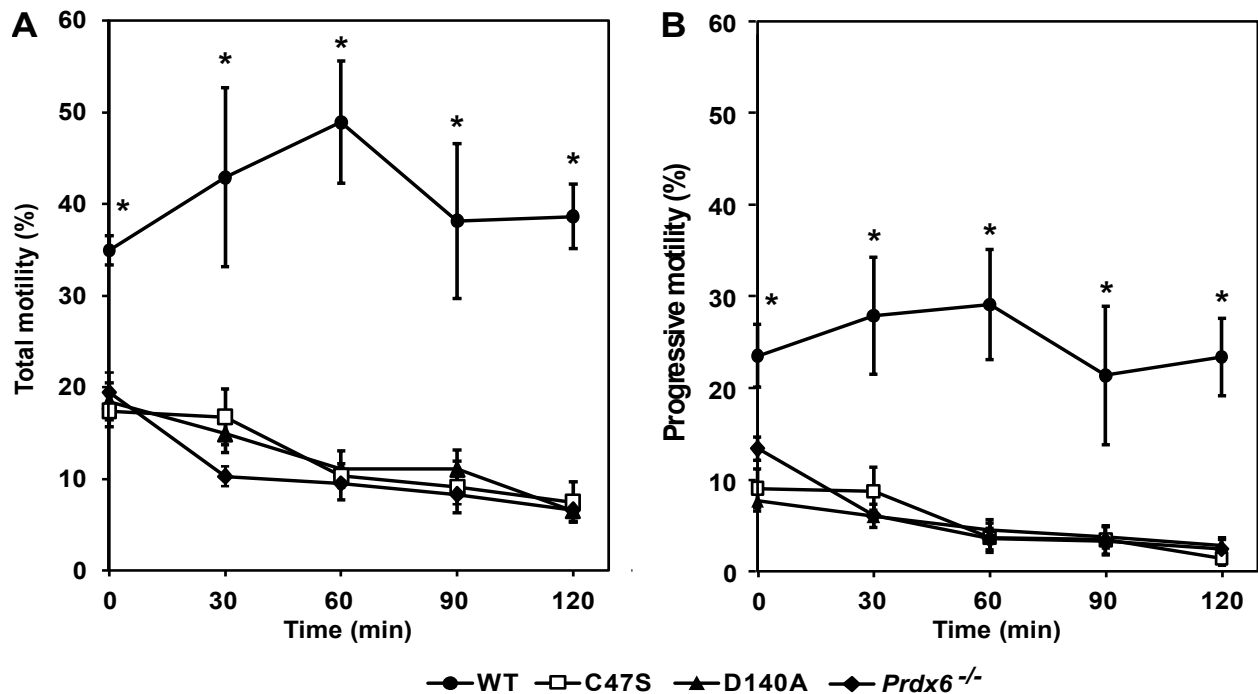 A
B
Total motility (%)
60
50
40
30
20
10
0
* * * * *
0 30 60 90 120
Time (min)
Progressive motility (%)
60
50
40
30
20
10
0
* * * * *
0 30 60 90 120
Time (min)
WT C47S D140A Prdx6 -/-